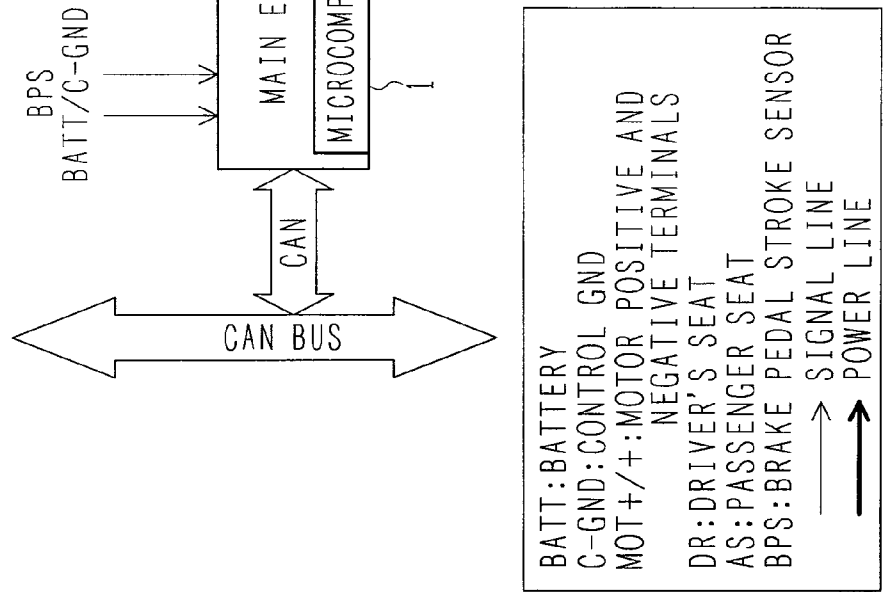 BPS
BATT/C-GND
MAIN E
MICROCOMP
1
CAN
CAN BUS
BATT:BATTERY
C-GND:CONTROL GND
MOT+/+:MOTOR POSITIVE AND
NEGATIVE TERMINALS
DR:DRIVER'S SEAT
AS:PASSENGER SEAT
BPS:BRAKE PEDAL STROKE SENSOR
SIGNAL LINE
POWER LINE